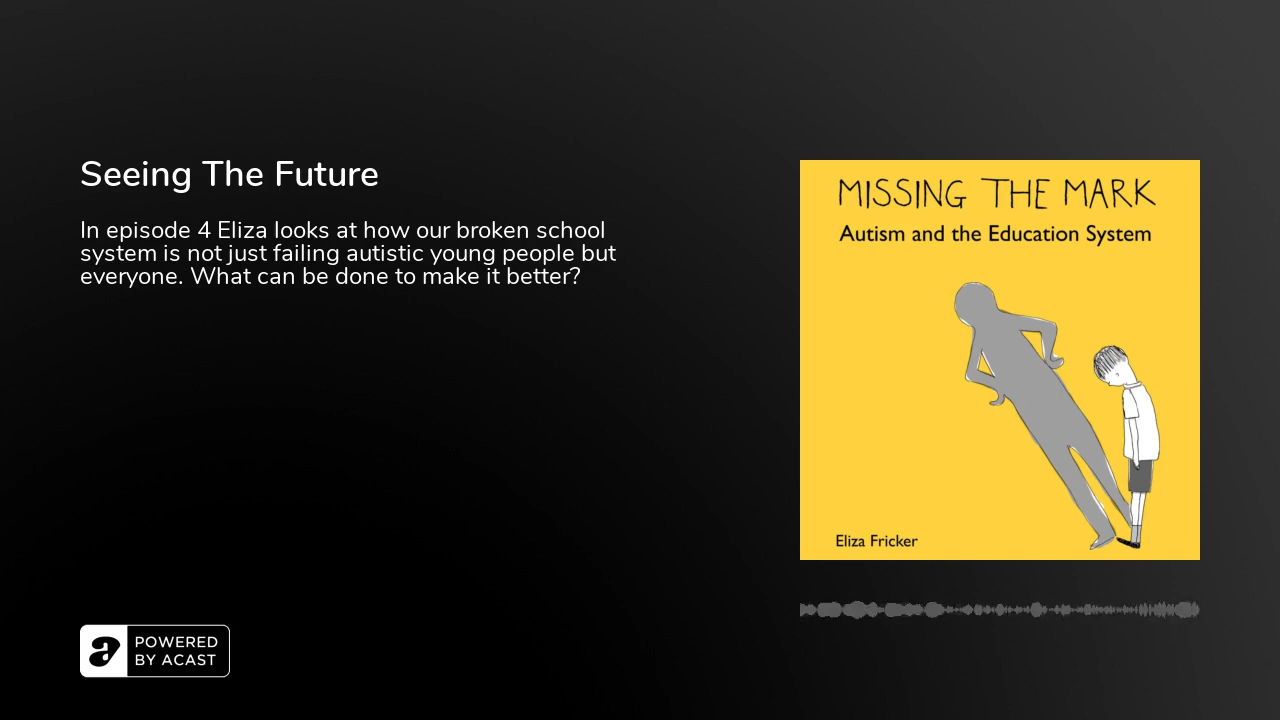 Seeing The Future
In episode 4 Eliza looks at how our broken school
system is not just failing autistic young people but
everyone. What can be done to make it better?
MISSING THE MARK
Autism and the Education System
Eliza Fricker
a POWERED
BY ACAST